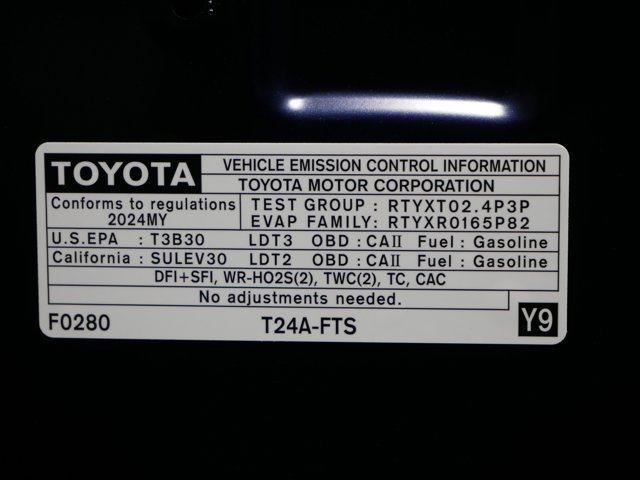 TOYOTA VEHICLE EMISSION CONTROL INFORMATION
TOYOTA MOTOR CORPORATION
Conforms to regulations
2024MY
TEST GROUP : RTYXT02.4P3P
EVAP FAMILY: RTYXR0165P82
U.S.EPA : T3B30 LDT3 OBD : CAII Fuel : Gasoline
California : SULEV30 LDT2 OBD : CAII Fuel : Gasoline
DFI+SFI, WR-HO2S(2), TWC(2), TC, CAC
No adjustments needed.
F0280 T24A-FTS Y9